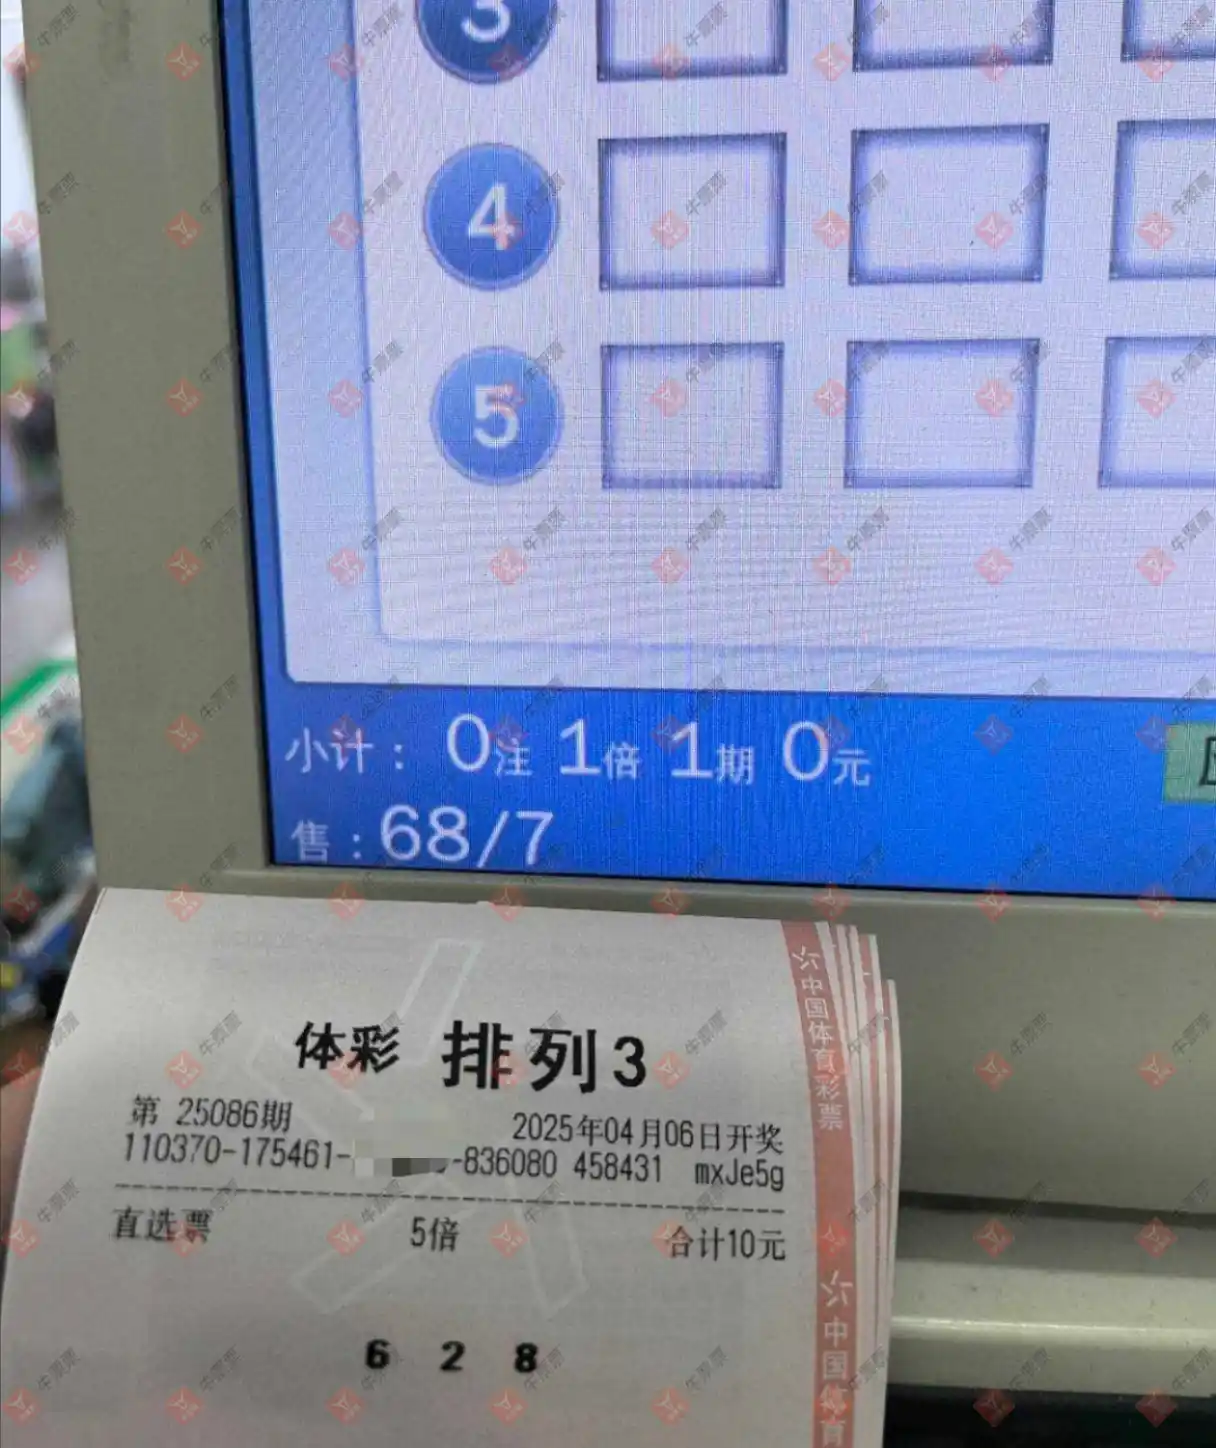 3
4
5
小计：0注 1倍 1期 0元
售：68/7
体彩 排列3
第 25086期 2025年04月06日开奖
110370-175461- -836080 458431 mxJe5g
直选票 5倍 合计10元
6 2 8
中国体育彩票
中国体育
牛票票